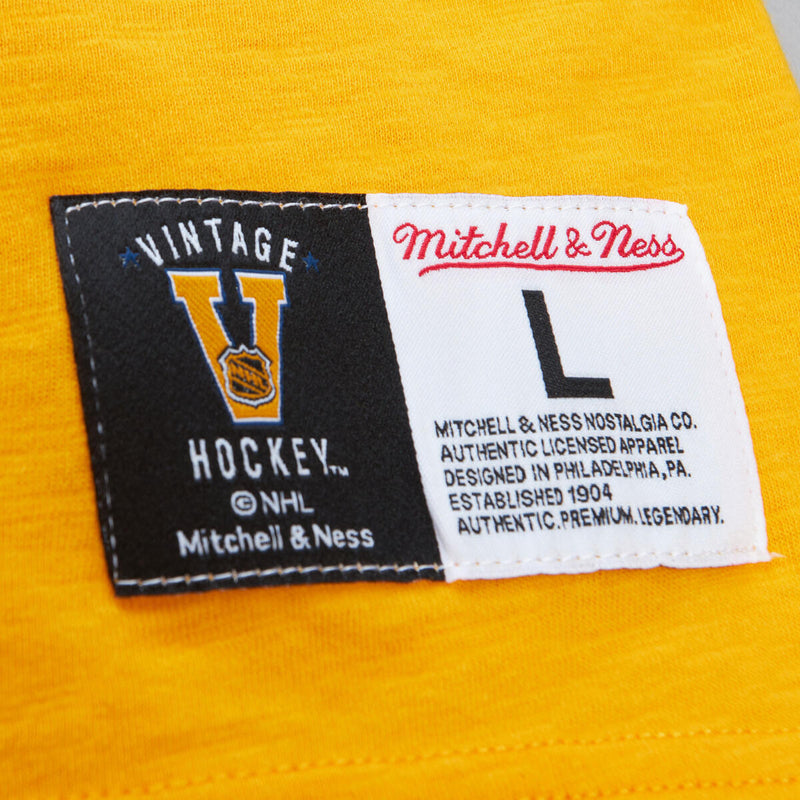 VINTAGE
V
NHL
HOCKEY™
© NHL
Mitchell & Ness
Mitchell & Ness
L
MITCHELL & NESS NOSTALGIA CO.
AUTHENTIC LICENSED APPAREL
DESIGNED IN PHILADELPHIA, PA.
ESTABLISHED 1904
AUTHENTIC. PREMIUM. LEGENDARY.